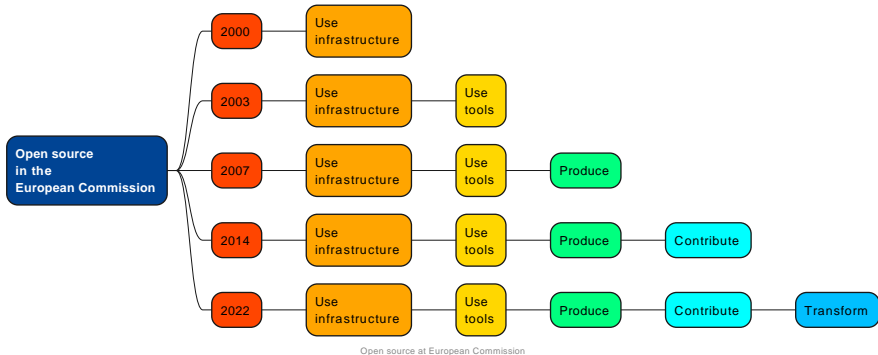 Open source
in the
European Commission
2000
Use
infrastructure
2003
Use
infrastructure
Use
tools
2007
Use
infrastructure
Use
tools
Produce
2014
Use
infrastructure
Use
tools
Produce
Contribute
2022
Use
infrastructure
Use
tools
Produce
Contribute
Transform
Open source at European Commission